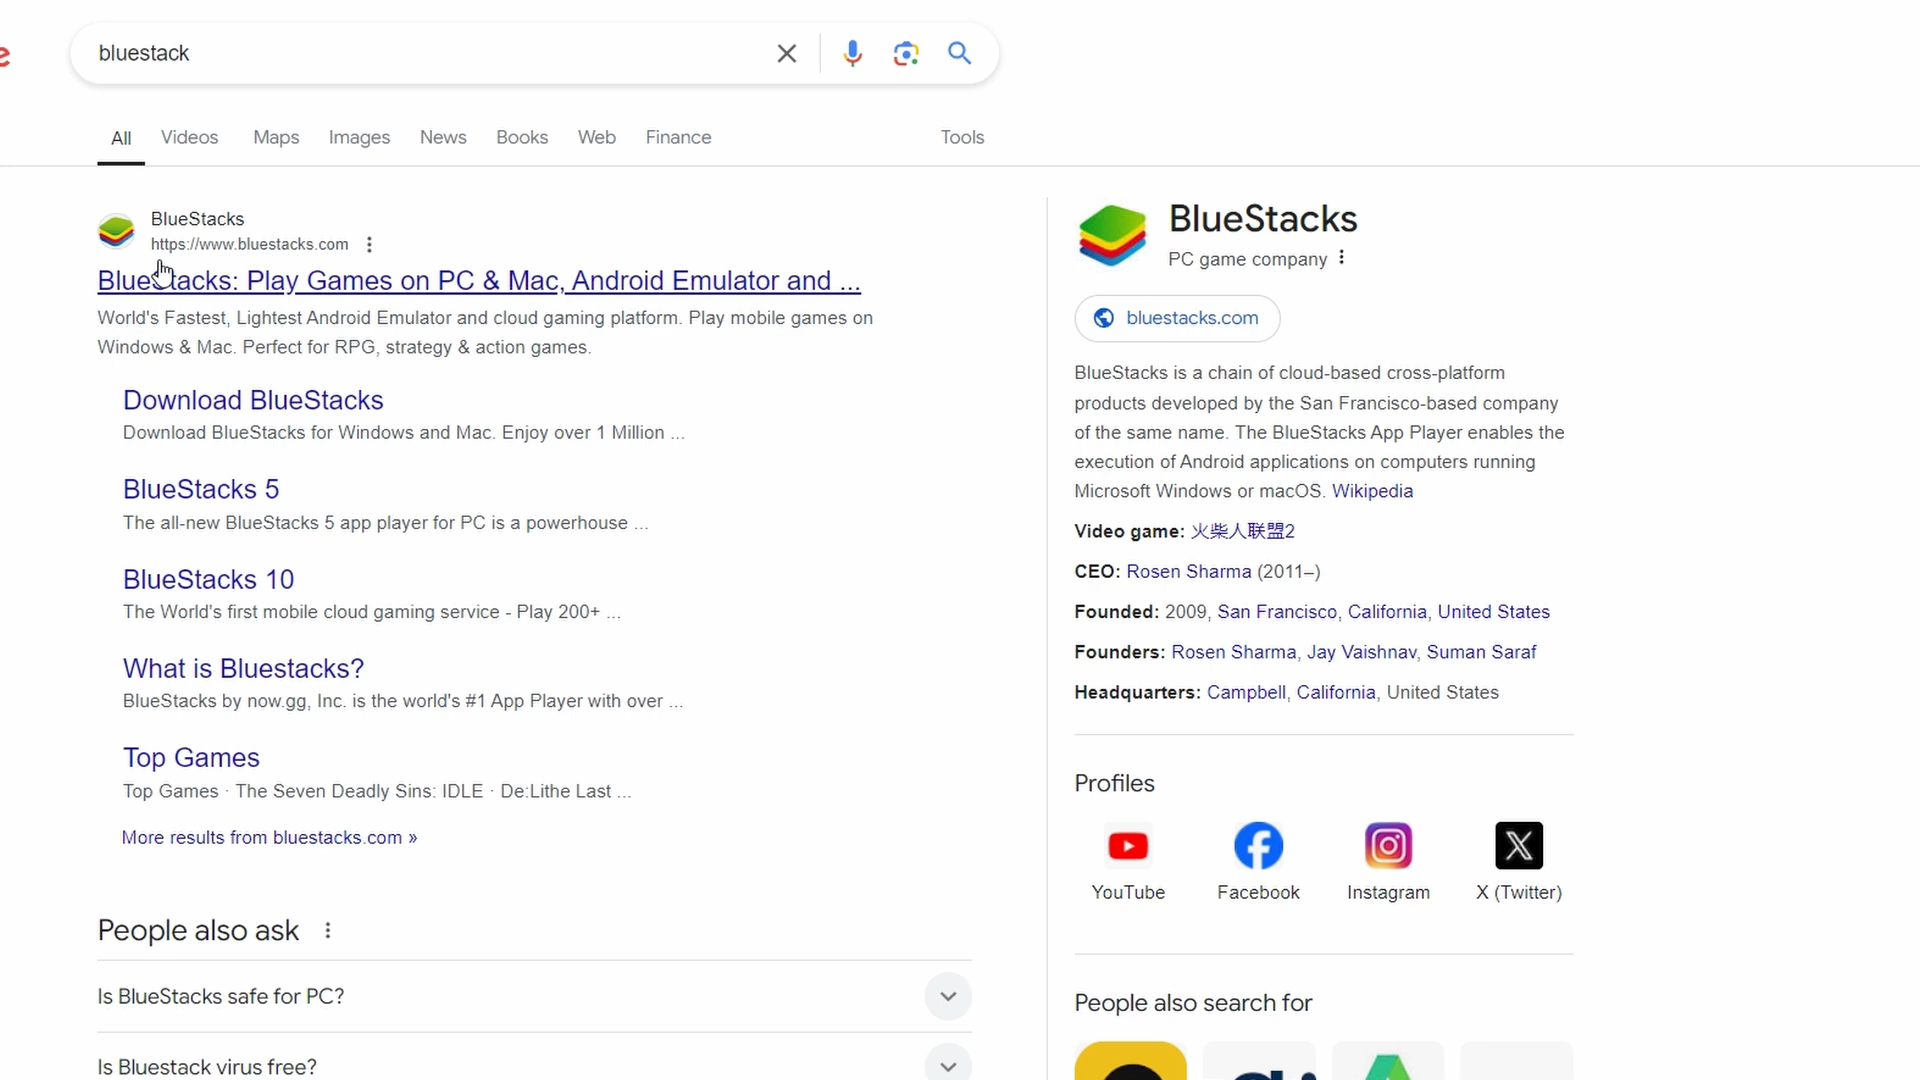 e
bluestack
All Videos Maps Images News Books Web Finance Tools
BlueStacks
https://www.bluestacks.com
BlueStacks: Play Games on PC & Mac, Android Emulator and ...
World's Fastest, Lightest Android Emulator and cloud gaming platform. Play mobile games on
Windows & Mac. Perfect for RPG, strategy & action games.
Download BlueStacks
Download BlueStacks for Windows and Mac. Enjoy over 1 Million ...
BlueStacks 5
The all-new BlueStacks 5 app player for PC is a powerhouse ...
BlueStacks 10
The World's first mobile cloud gaming service - Play 200+ ...
What is Bluestacks?
BlueStacks by now.gg, Inc. is the world's #1 App Player with over ...
Top Games
Top Games · The Seven Deadly Sins: IDLE · De:Lithe Last ...
More results from bluestacks.com »
People also ask
Is BlueStacks safe for PC?
Is Bluestack virus free?
BlueStacks
PC game company
bluestacks.com
BlueStacks is a chain of cloud-based cross-platform
products developed by the San Francisco-based company
of the same name. The BlueStacks App Player enables the
execution of Android applications on computers running
Microsoft Windows or macOS. Wikipedia
Video game: 火柴人联盟2
CEO: Rosen Sharma (2011–)
Founded: 2009, San Francisco, California, United States
Founders: Rosen Sharma, Jay Vaishnav, Suman Saraf
Headquarters: Campbell, California, United States
Profiles
YouTube Facebook Instagram X (Twitter)
People also search for